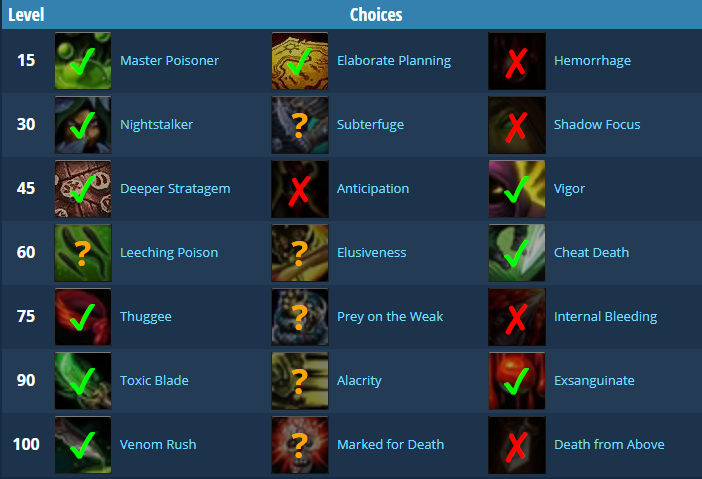 Level Choices
15 Master Poisoner Elaborate Planning Hemorrhage
30 Nightstalker Subterfuge Shadow Focus
45 Deeper Stratagem Anticipation Vigor
60 Leeching Poison Elusiveness Cheat Death
75 Thuggee Prey on the Weak Internal Bleeding
90 Toxic Blade Alacrity Exsanguinate
100 Venom Rush Marked for Death Death from Above